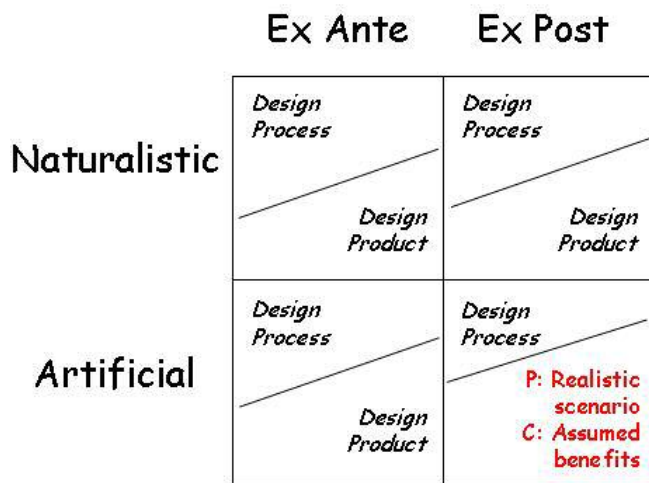 Ex Ante Ex Post
Naturalistic
Design
Process
Design
Product
Design
Process
Design
Product
Artificial
Design
Process
Design
Product
Design
Process
P: Realistic
scenario
C: Assumed
benefits